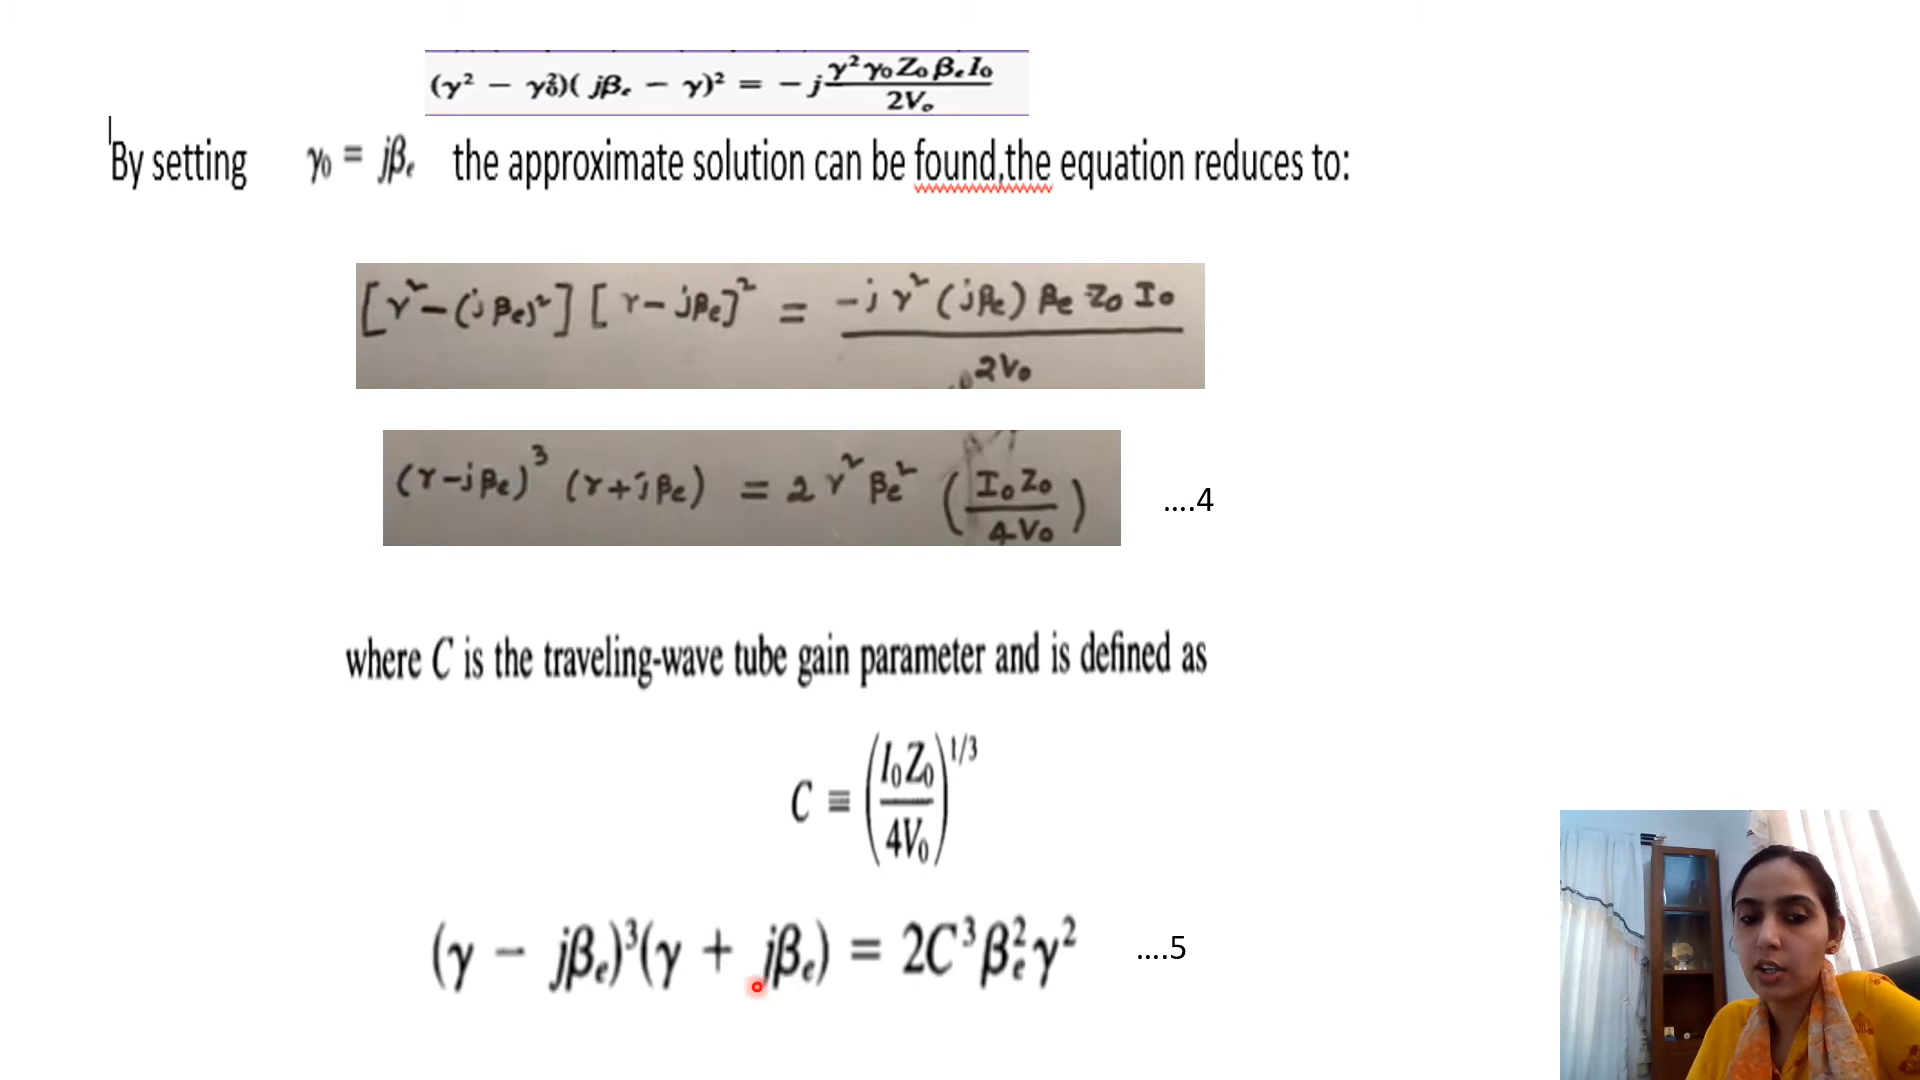 (γ² − γ₀²)( jβₑ − γ)² = −j γ²γ₀Z₀βₑI₀ / 2V₀
By setting γ₀ = jβₑ the approximate solution can be found,the equation reduces to:
[γ²−(jβₑ)²] [γ−jβₑ]² = −j γ² (jβₑ) βₑ Z₀ I₀ / 2V₀
(γ−jβₑ)³ (γ+jβₑ) = 2 γ² βₑ² (I₀Z₀ / 4V₀) ....4
where C is the traveling-wave tube gain parameter and is defined as
C ≡ (I₀Z₀ / 4V₀)^1/3
(γ − jβₑ)³(γ + jβₑ) = 2C³βₑ²γ² ....5